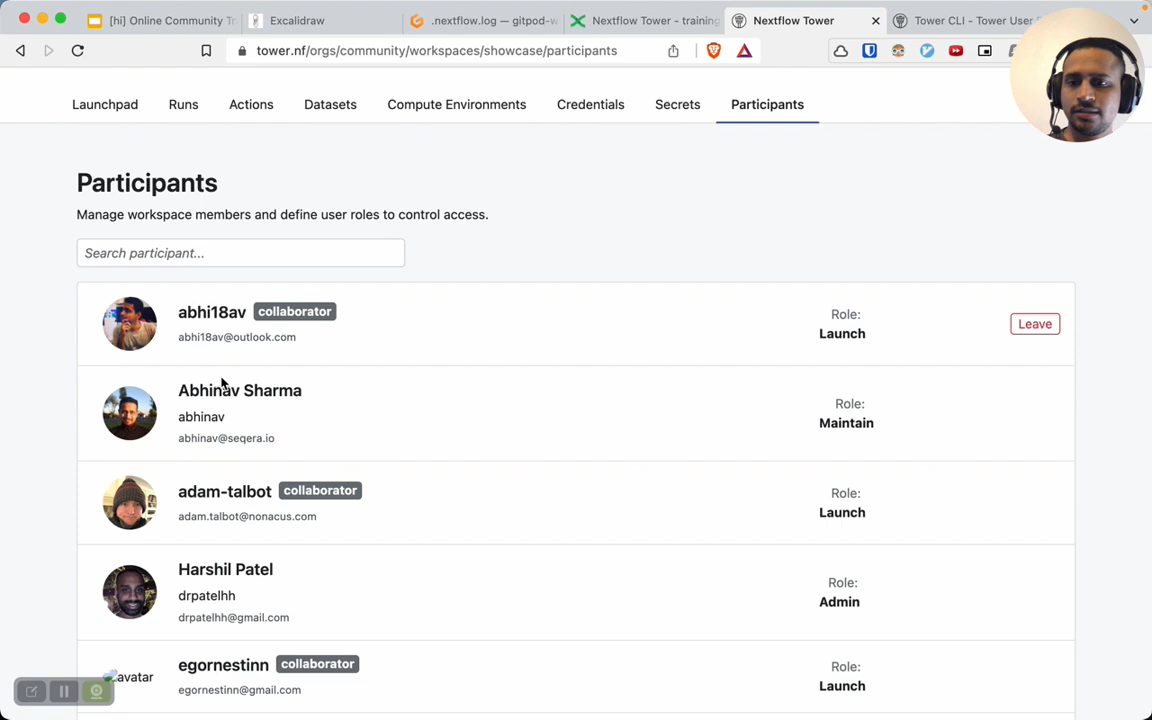 [hi] Online Community Tr
Excalidraw
.nextflow.log — gitpod-w
Nextflow Tower - training
Nextflow Tower
Tower CLI - Tower User
tower.nf/orgs/community/workspaces/showcase/participants
Launchpad
Runs
Actions
Datasets
Compute Environments
Credentials
Secrets
Participants
Participants
Manage workspace members and define user roles to control access.
Search participant...
abhi18av collaborator
abhi18av@outlook.com
Role:
Launch
Leave
Abhinav Sharma
abhinav
abhinav@seqera.io
Role:
Maintain
adam-talbot collaborator
adam.talbot@nonacus.com
Role:
Launch
Harshil Patel
drpatelhh
drpatelhh@gmail.com
Role:
Admin
avatar
egornestinn collaborator
egornestinn@gmail.com
Role:
Launch